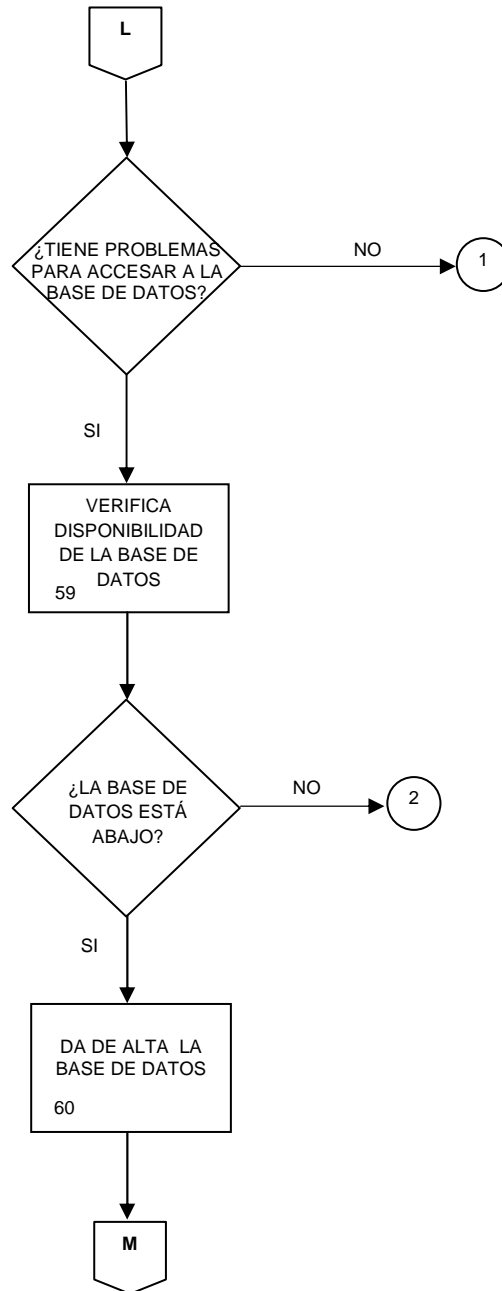 L
¿TIENE PROBLEMAS
PARA ACCESAR A LA
BASE DE DATOS?
NO
1
SI
VERIFICA
DISPONIBILIDAD
DE LA BASE DE
DATOS
59
¿LA BASE DE
DATOS ESTÁ
ABAJO?
NO
2
SI
DA DE ALTA LA
BASE DE DATOS
60
M